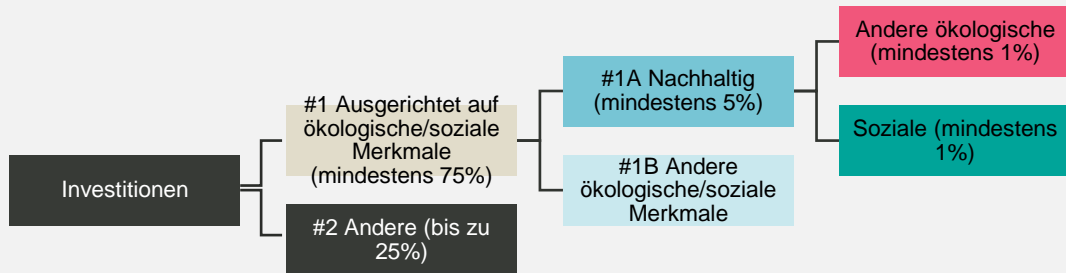 Investitionen
#1 Ausgerichtet auf
ökologische/soziale
Merkmale
(mindestens 75%)
#2 Andere (bis zu
25%)
#1A Nachhaltig
(mindestens 5%)
#1B Andere
ökologische/soziale
Merkmale
Andere ökologische
(mindestens 1%)
Soziale (mindestens
1%)